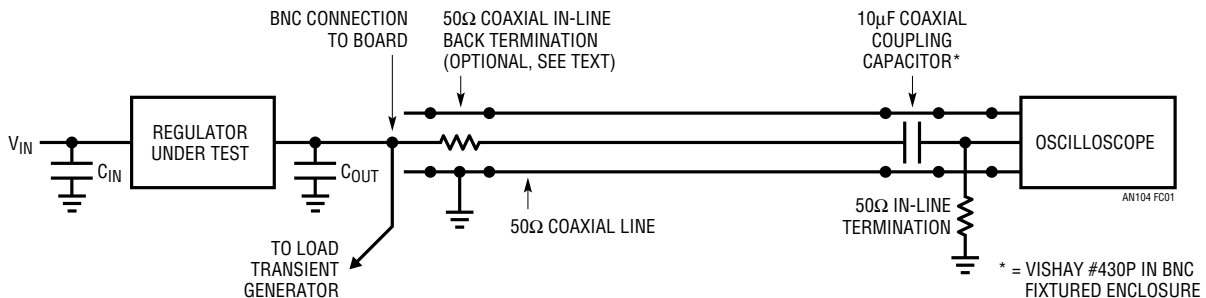 BNC CONNECTION
TO BOARD
50Ω COAXIAL IN-LINE
BACK TERMINATION
(OPTIONAL, SEE TEXT)
10µF COAXIAL
COUPLING
CAPACITOR*
VIN
CIN
REGULATOR
UNDER TEST
COUT
OSCILLOSCOPE
AN104 FC01
50Ω COAXIAL LINE
50Ω IN-LINE
TERMINATION
TO LOAD
TRANSIENT
GENERATOR
* = VISHAY #430P IN BNC
FIXTURED ENCLOSURE